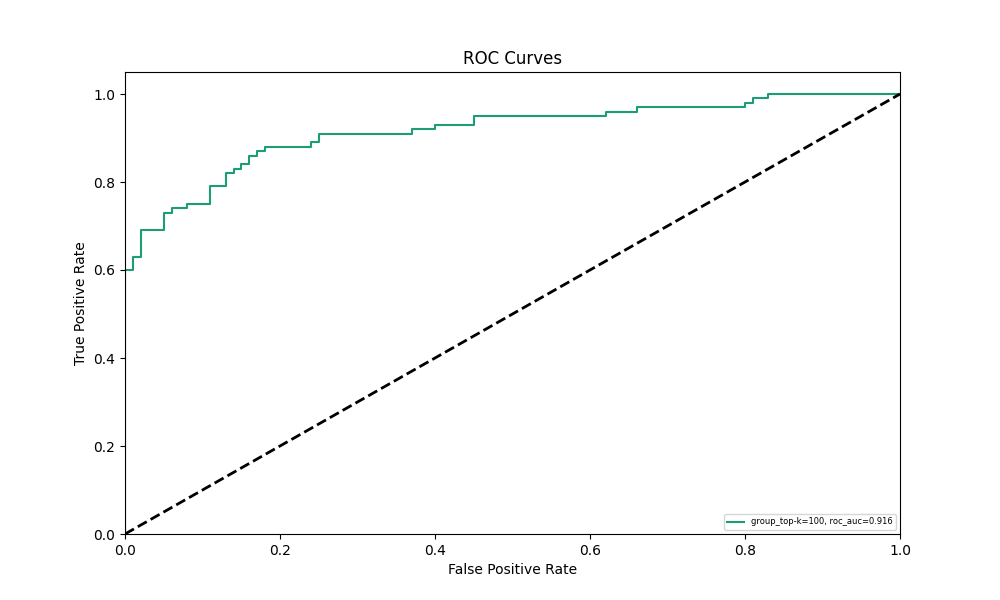 ROC Curves
True Positive Rate
1.0
0.8
0.6
0.4
0.2
0.0
0.0 0.2 0.4 0.6 0.8 1.0
False Positive Rate
group_top-k=100, roc_auc=0.916